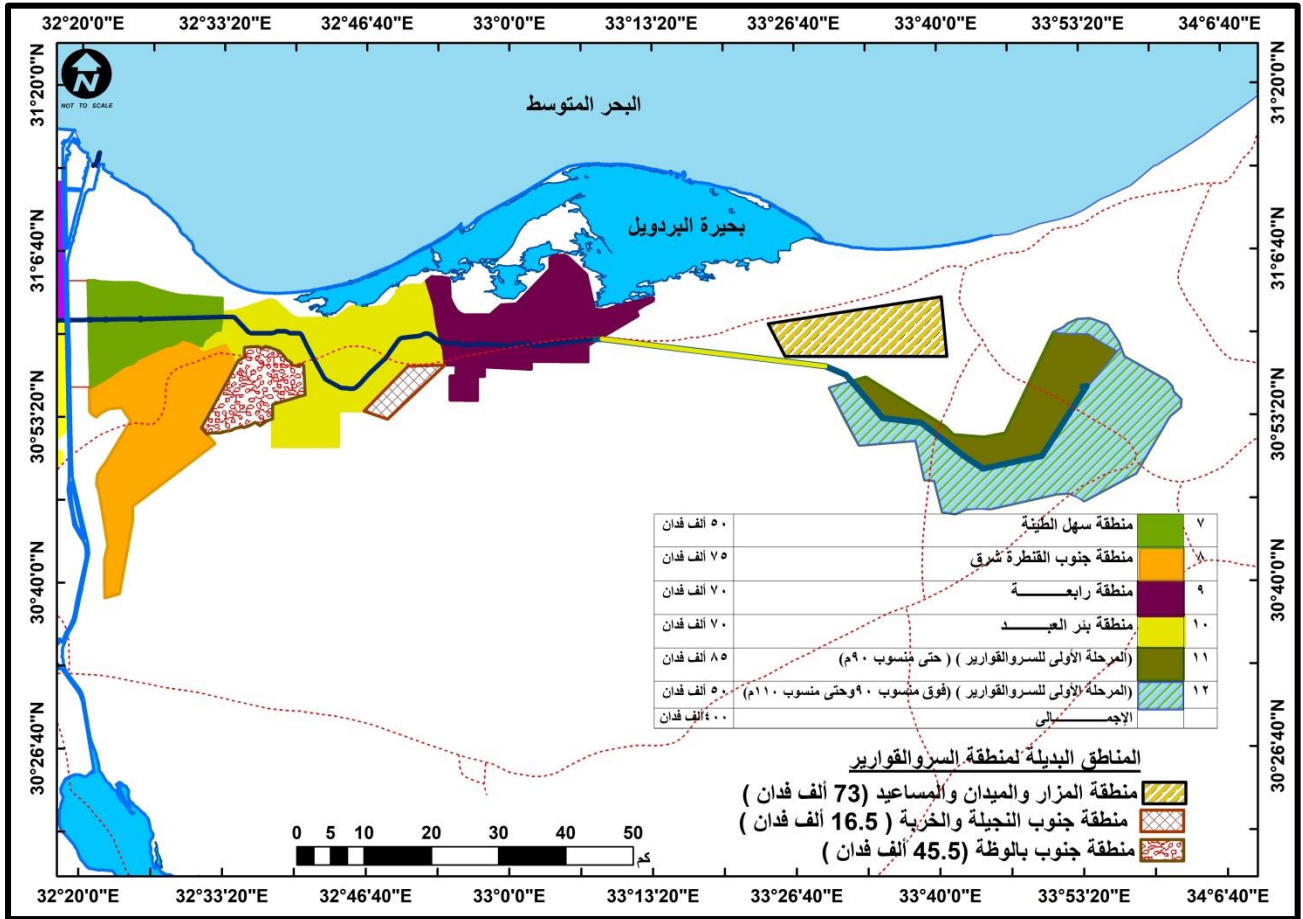 32°20'0"E 32°33'20"E 32°46'40"E 33°0'0"E 33°13'20"E 33°26'40"E 33°40'0"E 33°53'20"E 34°6'40"E
31°20'0"N 31°20'0"N
N
NOT TO SCALE
البحر المتوسط
بحيرة البردويل
31°6'40"N 31°6'40"N
30°53'20"N 30°53'20"N
٧ منطقة سهل الطينة ٥٠ ألف فدان
٨ منطقة جنوب القنطرة شرق ٧٥ ألف فدان
٩ منطقة رابعـــــــــة ٧٠ ألف فدان
١٠ منطقة بئر العبـــــــد ٧٠ ألف فدان
١١ (المرحلة الأولى للسروالقوارير ) ( حتى منسوب ٩٠م) ٨٥ ألف فدان
١٢ (المرحلة الأولى للسروالقوارير ) (فوق منسوب ٩٠وحتى منسوب ١١٠م) ٥٠ ألف فدان
الإجمـــــــــالى ٤٠٠ألف فدان
30°40'0"N 30°40'0"N
30°26'40"N 30°26'40"N
المناطق البديلة لمنطقة السروالقوارير
منطقة المزار والميدان والمساعيد (73 ألف فدان )
منطقة جنوب النجيلة والخربة ( 16.5 ألف فدان )
منطقة جنوب بالوظة (45.5 ألف فدان )
0 5 10 20 30 40 50
كم
32°20'0"E 32°33'20"E 32°46'40"E 33°0'0"E 33°13'20"E 33°26'40"E 33°40'0"E 33°53'20"E 34°6'40"E